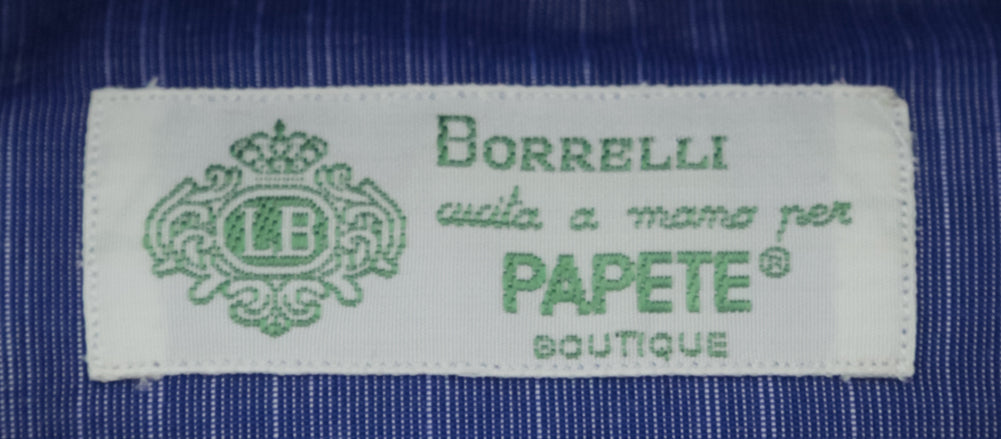 LB
BORRELLI
cucita a mano per
PAPETE®
BOUTIQUE